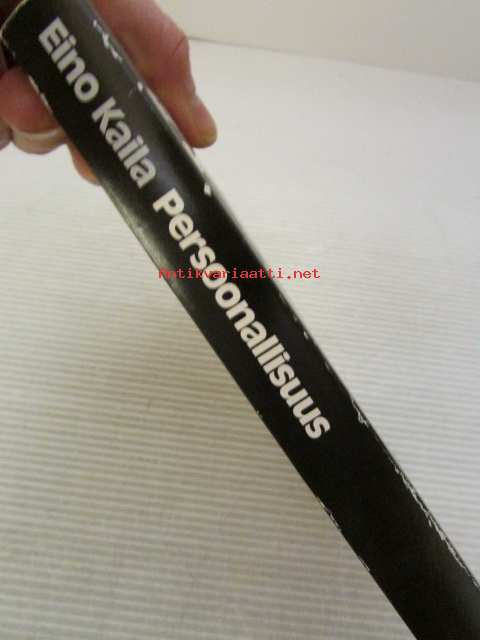 Eino Kaila Persoonallisuus
Antikvariaatti.net